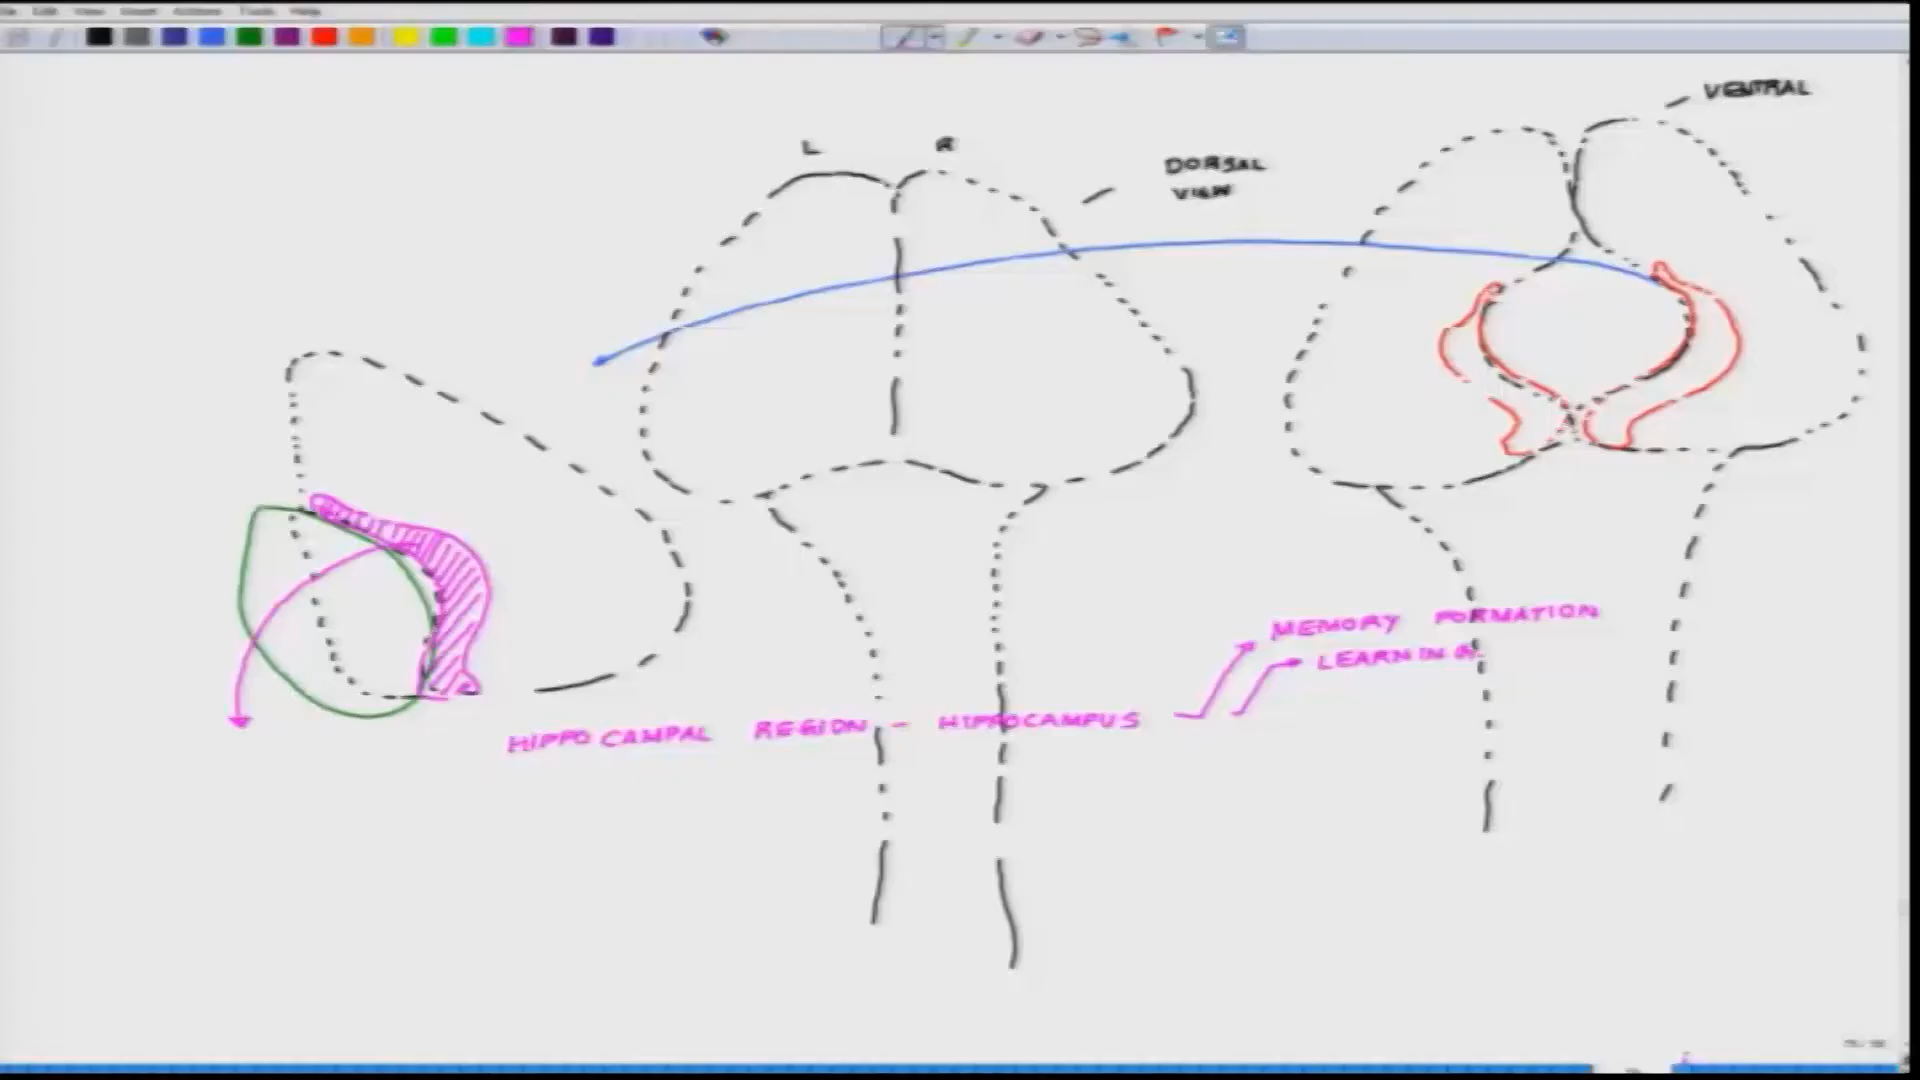 VENTRAL
L R
DORSAL
VIEW
MEMORY FORMATION
LEARNING
HIPPOCAMPAL REGION - HIPPOCAMPUS